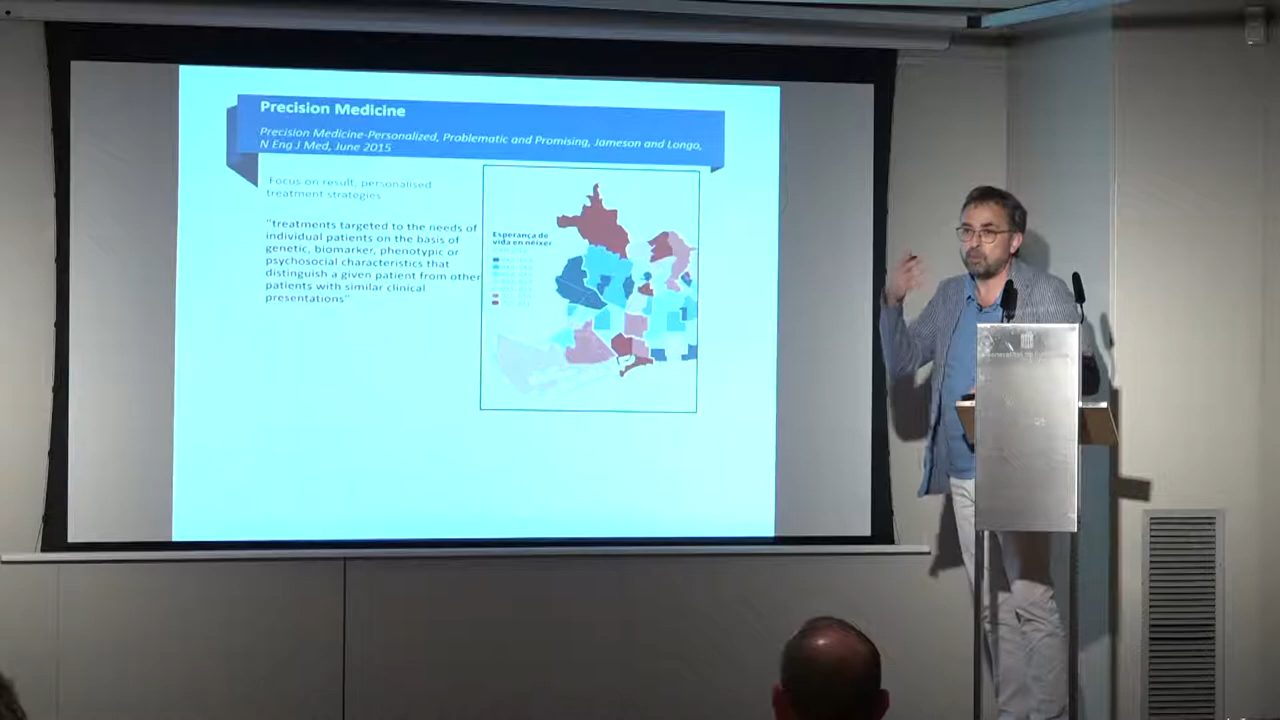 Precision Medicine
Precision Medicine-Personalized, Problematic and Promising, Jameson and Longo,
N Eng J Med, June 2015
Focus on result, personalised
treatment strategies
"treatments targeted to the needs of
individual patients on the basis of
genetic, biomarker, phenotypic or
psychosocial characteristics that
distinguish a given patient from other
patients with similar clinical
presentations"
Esperança de
vida en néixer
Generalitat de